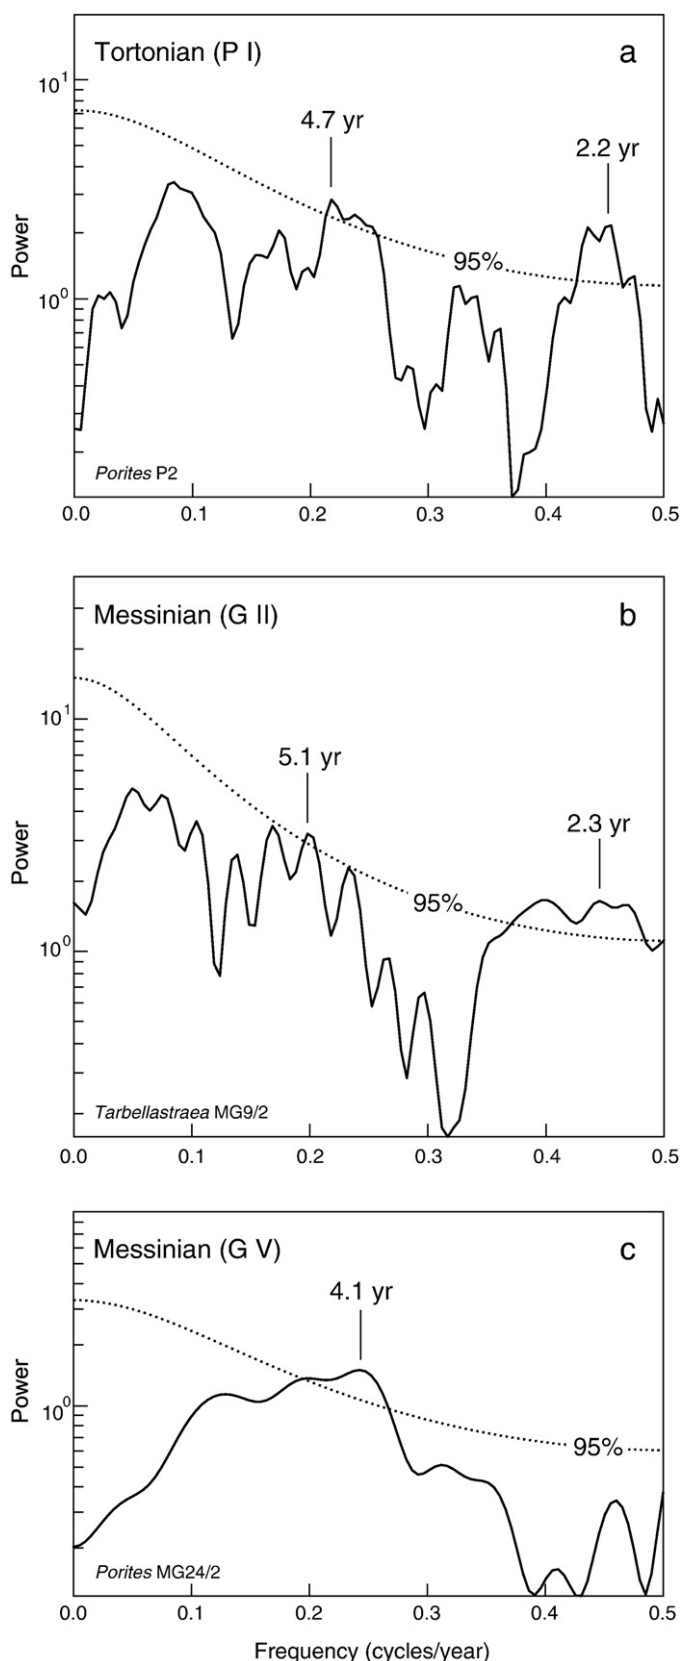 Tortonian (P I)
a
10¹
4.7 yr
2.2 yr
Power
95%
10⁰
Porites P2
0.0 0.1 0.2 0.3 0.4 0.5
Messinian (G II)
b
10¹
5.1 yr
2.3 yr
Power
95%
10⁰
Tarbellastraea MG9/2
0.0 0.1 0.2 0.3 0.4 0.5
Messinian (G V)
c
4.1 yr
Power
10⁰
95%
Porites MG24/2
0.0 0.1 0.2 0.3 0.4 0.5
Frequency (cycles/year)